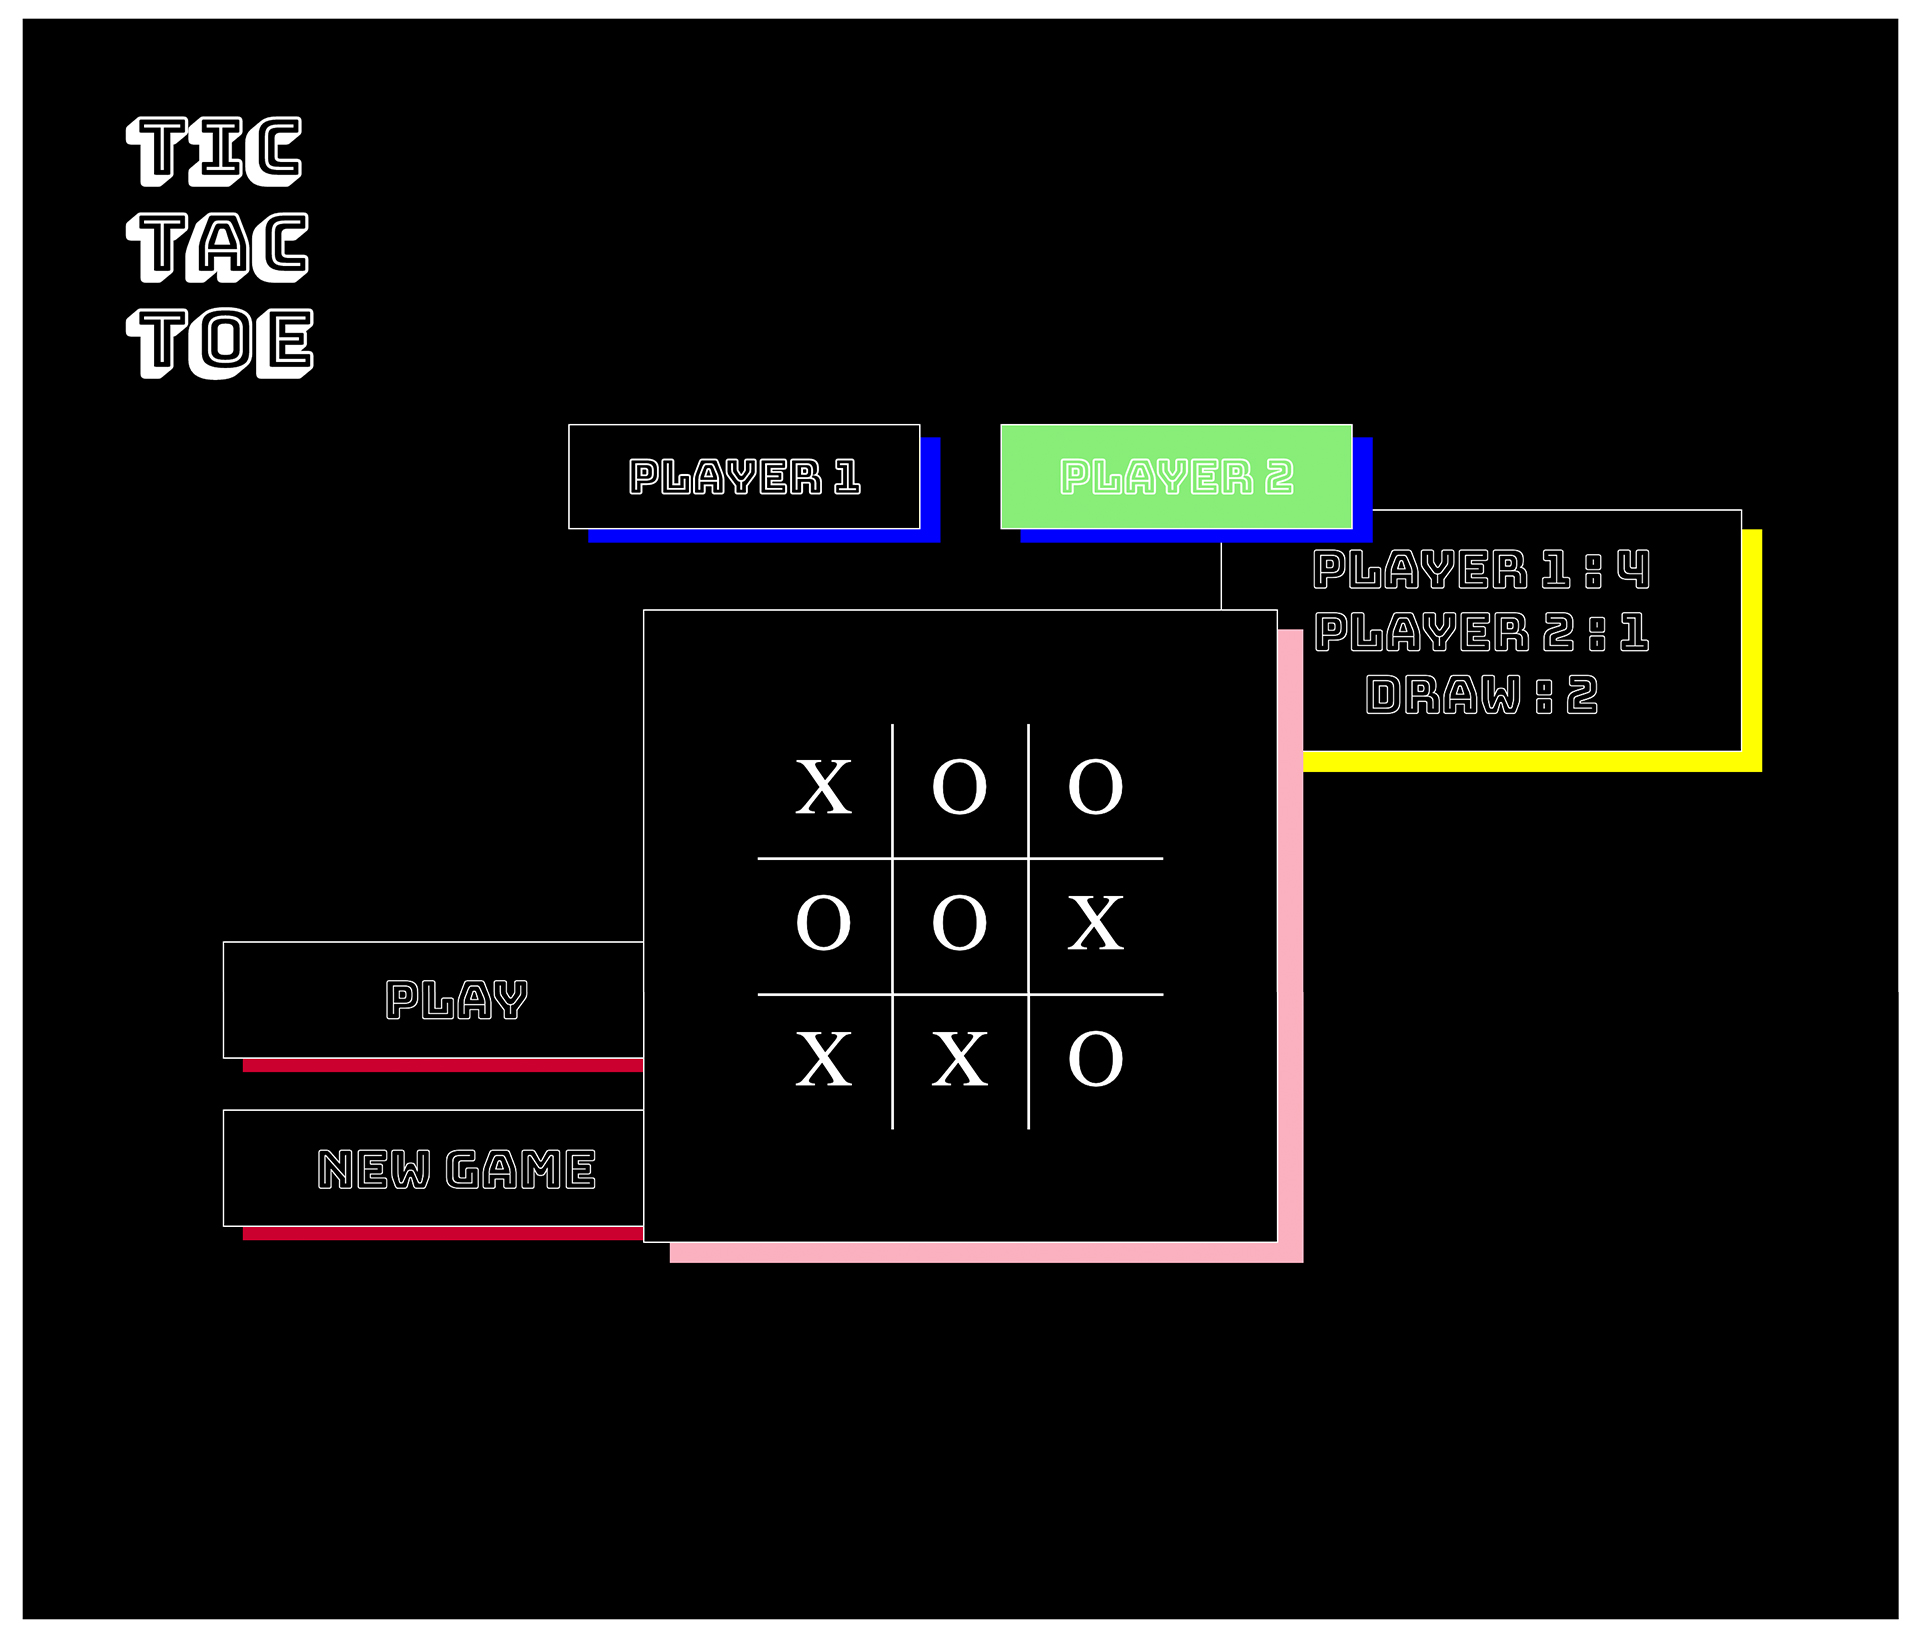 TIC
TAC
TOE
PLAYER 1
PLAYER 2
PLAYER 1 : 4
PLAYER 2 : 1
DRAW : 2
X O O
O O X
X X O
PLAY
NEW GAME